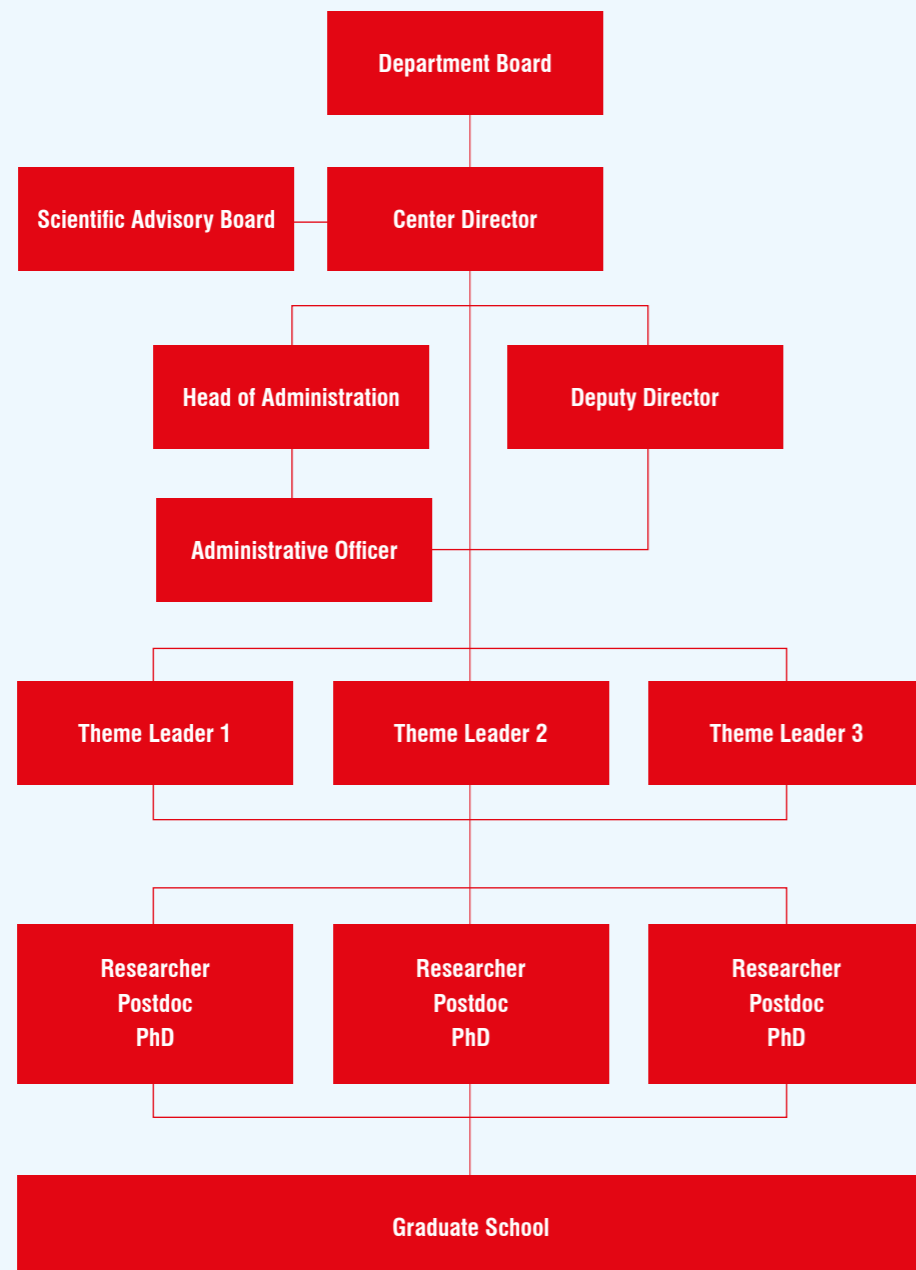 Department Board
Scientific Advisory Board
Center Director
Head of Administration
Deputy Director
Administrative Officer
Theme Leader 1
Theme Leader 2
Theme Leader 3
Researcher
Postdoc
PhD
Researcher
Postdoc
PhD
Researcher
Postdoc
PhD
Graduate School